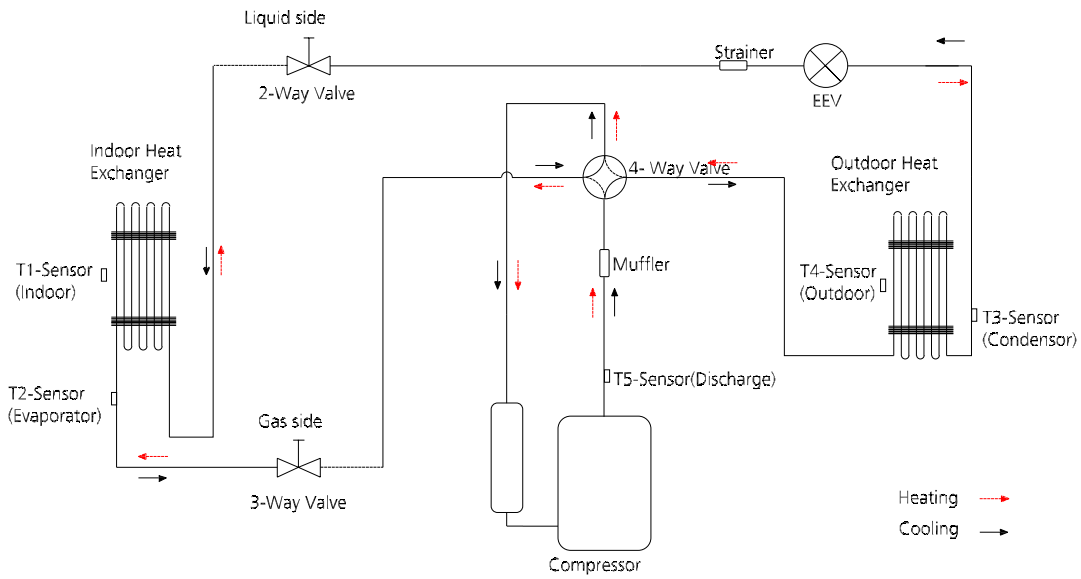 Liquid side
2-Way Valve
Strainer
EEV
Indoor Heat
Exchanger
4- Way Valve
Outdoor Heat
Exchanger
T1-Sensor
(Indoor)
Muffler
T4-Sensor
(Outdoor)
T3-Sensor
(Condensor)
T2-Sensor
(Evaporator)
T5-Sensor(Discharge)
Gas side
3-Way Valve
Compressor
Heating
Cooling